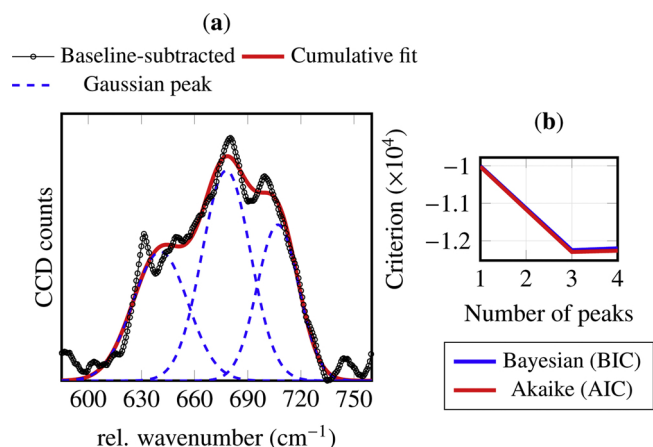 (a)
Baseline-subtracted Cumulative fit
Gaussian peak
CCD counts
600 630 660 690 720 750
rel. wavenumber (cm⁻¹)
(b)
Criterion (×10⁴)
−1
−1.1
−1.2
1 2 3 4
Number of peaks
Bayesian (BIC)
Akaike (AIC)